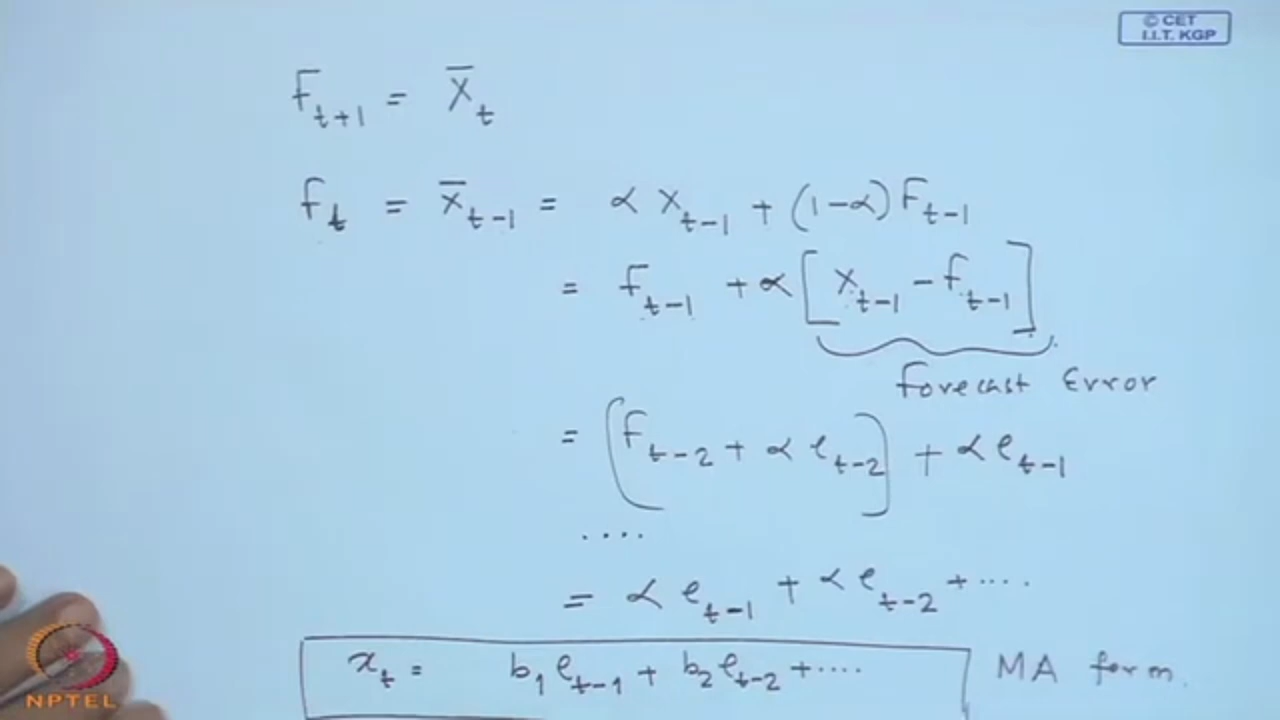 © CET
I.I.T. KGP
F_{t+1} = X̄_t
f_t = X̄_{t-1} = α X_{t-1} + (1-α) F_{t-1}
= F_{t-1} + α [ X_{t-1} - f_{t-1} ]
Forecast Error
= (F_{t-2} + α e_{t-2}] + α e_{t-1}
....
= α e_{t-1} + α e_{t-2} + ....
x_t = b_1 e_{t-1} + b_2 e_{t-2} + .... MA form.
NPTEL